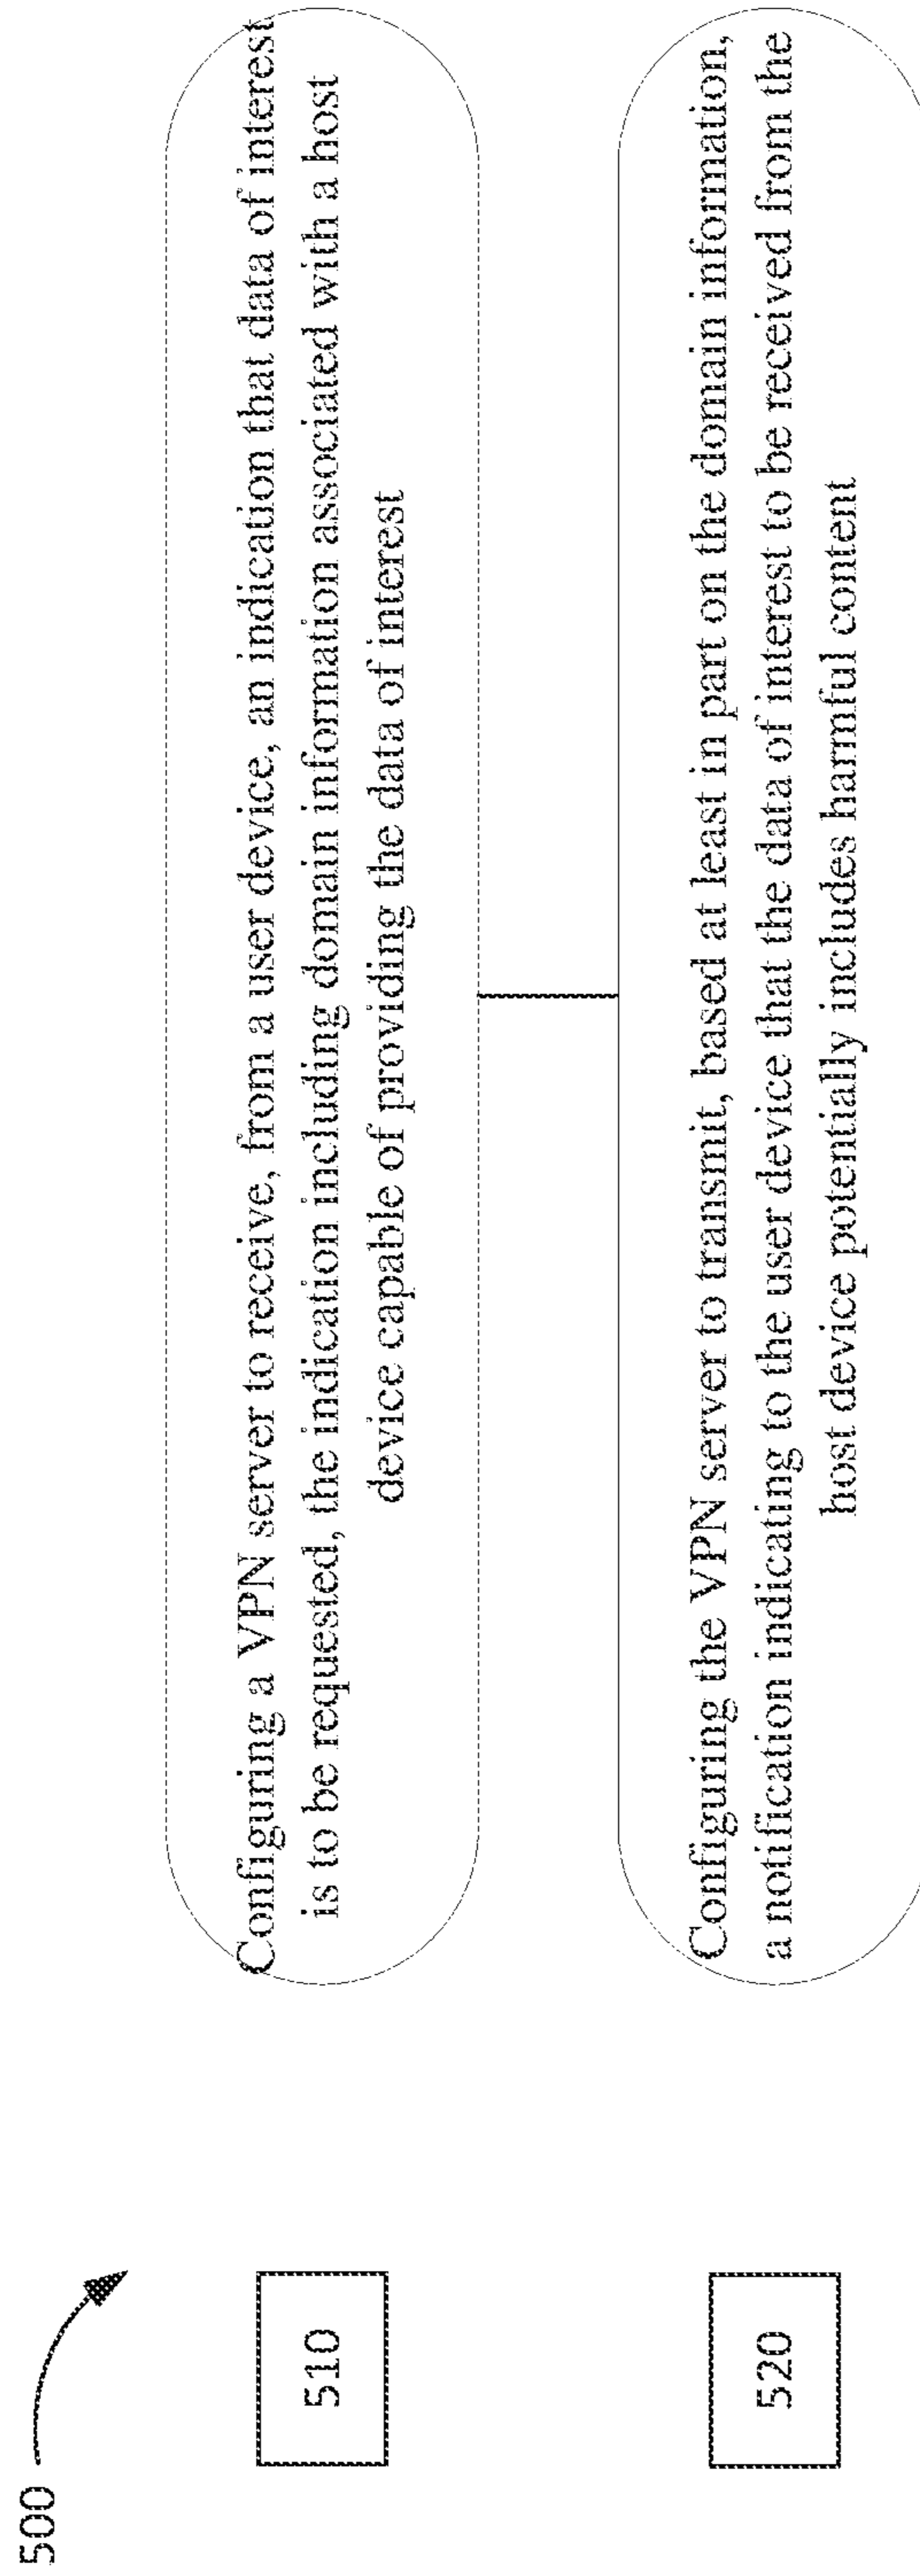 500
510
Configuring a VPN server to receive, from a user device, an indication that data of interest
is to be requested, the indication including domain information associated with a host
device capable of providing the data of interest
520
Configuring the VPN server to transmit, based at least in part on the domain information,
a notification indicating to the user device that the data of interest to be received from the
host device potentially includes harmful content